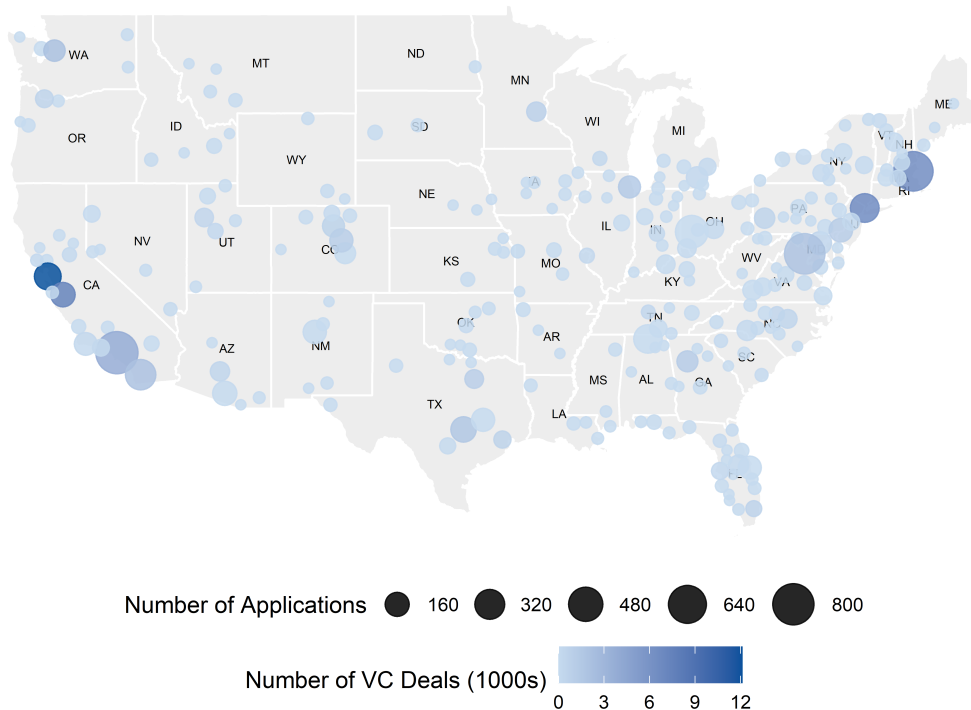 WA
MT
ND
MN
ME
OR
ID
SD
WI
MI
VT
NH
NY
WY
IA
NE
RI
PA
NV
UT
CO
IL
IN
OH
CA
KS
MO
WV
KY
VA
AZ
NM
OK
AR
TN
NC
SC
TX
LA
MS
AL
GA
FL
Number of Applications 160 320 480 640 800
Number of VC Deals (1000s)
0 3 6 9 12